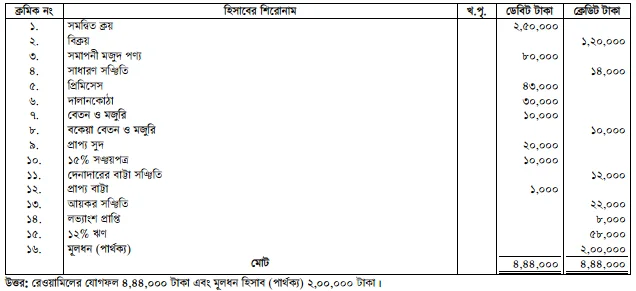 ক্রমিক নং হিসাবের শিরোনাম খ.পৃ. ডেবিট টাকা ক্রেডিট টাকা
১. সমন্বিত ক্রয় ২,৫০,০০০
২. বিক্রয় ১,২০,০০০
৩. সমাপনী মজুদ পণ্য ৮০,০০০
৪. সাধারণ সঞ্জিতি ১৪,০০০
৫. প্রিমিসেস ৪৩,০০০
৬. দালানকোঠা ৩০,০০০
৭. বেতন ও মজুরি ১০,০০০
৮. বকেয়া বেতন ও মজুরি ১০,০০০
৯. প্রাপ্য সুদ ২০,০০০
১০. ১৫% সঞ্চয়পত্র ১০,০০০
১১. দেনাদারের বাট্টা সঞ্জিতি ১২,০০০
১২. প্রাপ্য বাট্টা ১,০০০
১৩. আয়কর সঞ্জিতি ২২,০০০
১৪. লভ্যাংশ প্রাপ্তি ৮,০০০
১৫. ১২% ঋণ ৫৮,০০০
১৬. মূলধন (পার্থক্য) ২,০০,০০০
মোট ৪,৪৪,০০০ ৪,৪৪,০০০
উত্তর: রেওয়ামিলের যোগফল ৪,৪৪,০০০ টাকা এবং মূলধন হিসাব (পার্থক্য) ২,০০,০০০ টাকা।